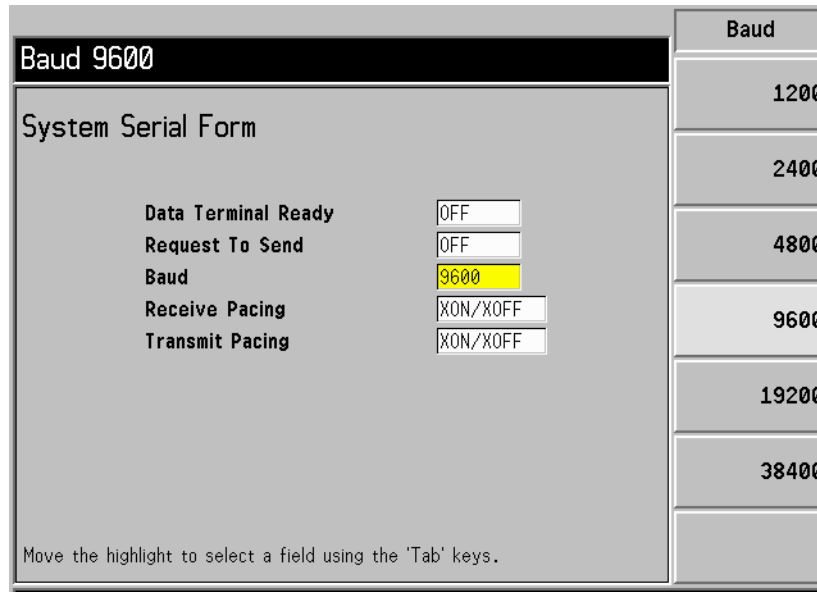 Baud 9600
System Serial Form
Data Terminal Ready OFF
Request To Send OFF
Baud 9600
Receive Pacing XON/XOFF
Transmit Pacing XON/XOFF
Move the highlight to select a field using the 'Tab' keys.
Baud
1200
2400
4800
9600
19200
38400